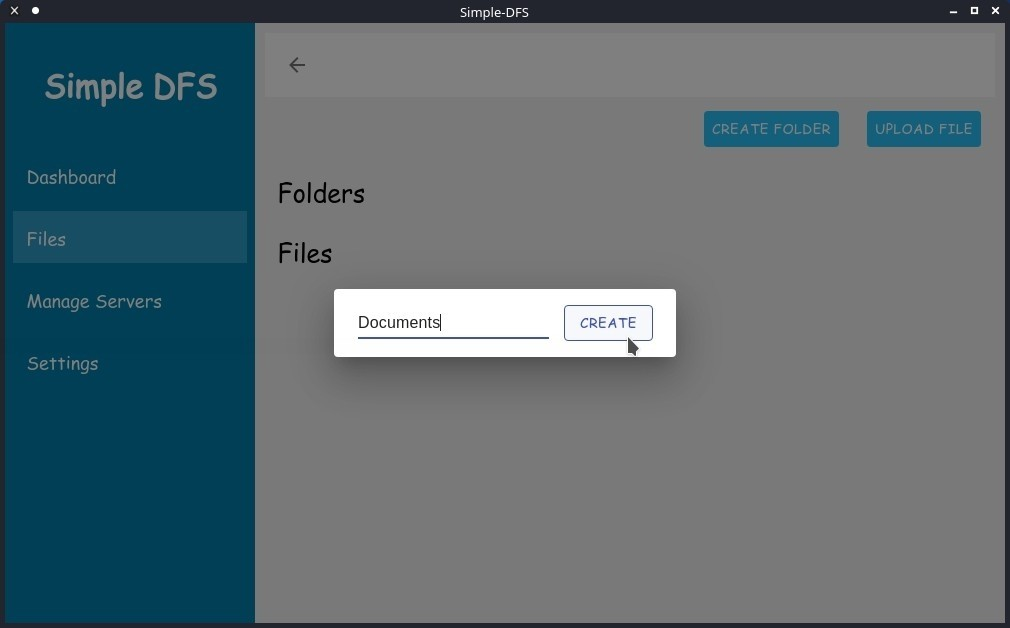 Simple-DFS
Simple DFS
Dashboard
Files
Manage Servers
Settings
CREATE FOLDER
UPLOAD FILE
Folders
Files
Documents
CREATE